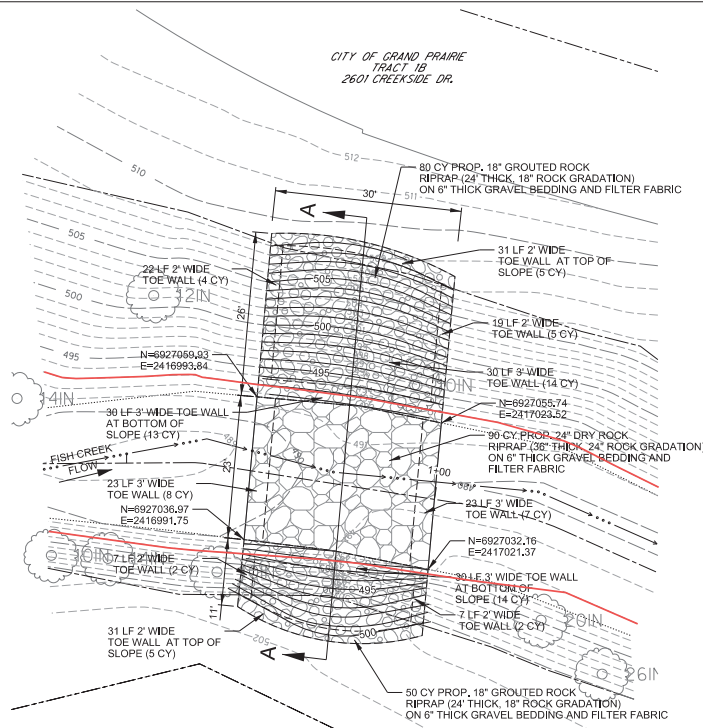 CITY OF GRAND PRAIRIE
TRACT 1B
2601 CREEKSIDE DR.
512
510
511
80 CY PROP. 18" GROUTED ROCK
RIPRAP (24' THICK, 18" ROCK GRADATION)
ON 6" THICK GRAVEL BEDDING AND FILTER FABRIC
30'
A
505
31 LF 2' WIDE
TOE WALL AT TOP OF
SLOPE (5 CY)
22 LF 2' WIDE
TOE WALL (4 CY)
505
12IN
500
26'
500
19 LF 2' WIDE
TOE WALL (5 CY)
495
N=6927059.93
E=2416993.84
495
30 LF 3' WIDE
TOE WALL (14 CY)
14IN
N=6927055.74
E=2417023.52
30 LF 3' WIDE TOE WALL
AT BOTTOM OF
SLOPE (13 CY)
491
90 CY PROP. 24" DRY ROCK
RIPRAP (36" THICK, 24" ROCK GRADATION)
ON 6" THICK GRAVEL BEDDING AND
FILTER FABRIC
FISH CREEK
FLOW
23'
1+00
23 LF 3' WIDE
TOE WALL (8 CY)
23 LF 3' WIDE
TOE WALL (7 CY)
N=6927036.97
E=2416991.75
N=6927032.16
E=2417021.37
10IN
7 LF 2' WIDE
TOE WALL (2 CY)
30 LF 3' WIDE TOE WALL
AT BOTTOM OF
SLOPE (14 CY)
495
11'
7 LF 2' WIDE
TOE WALL (2 CY)
20IN
31 LF 2' WIDE
TOE WALL AT TOP OF
SLOPE (5 CY)
502
500
A
26IN
50 CY PROP. 18" GROUTED ROCK
RIPRAP (24' THICK, 18" ROCK GRADATION)
ON 6" THICK GRAVEL BEDDING AND FILTER FABRIC